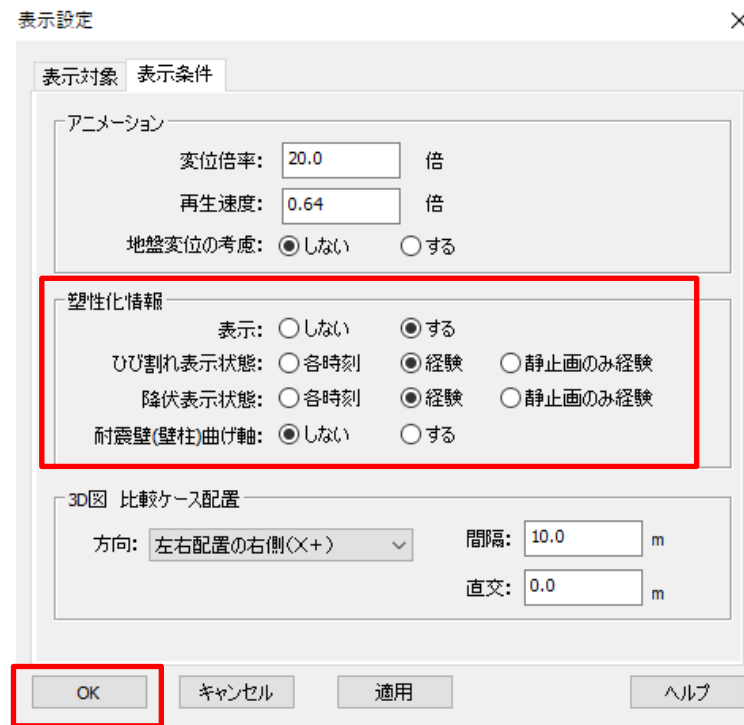 表示設定
表示対象 表示条件
アニメーション
変位倍率: 20.0 倍
再生速度: 0.64 倍
地盤変位の考慮: しない する
塑性化情報
表示: しない する
ひび割れ表示状態: 各時刻 経験 静止画のみ経験
降伏表示状態: 各時刻 経験 静止画のみ経験
耐震壁(壁柱)曲げ軸: しない する
3D図 比較ケース配置
方向: 左右配置の右側(X+) 間隔: 10.0 m
直交: 0.0 m
OK キャンセル 適用 ヘルプ